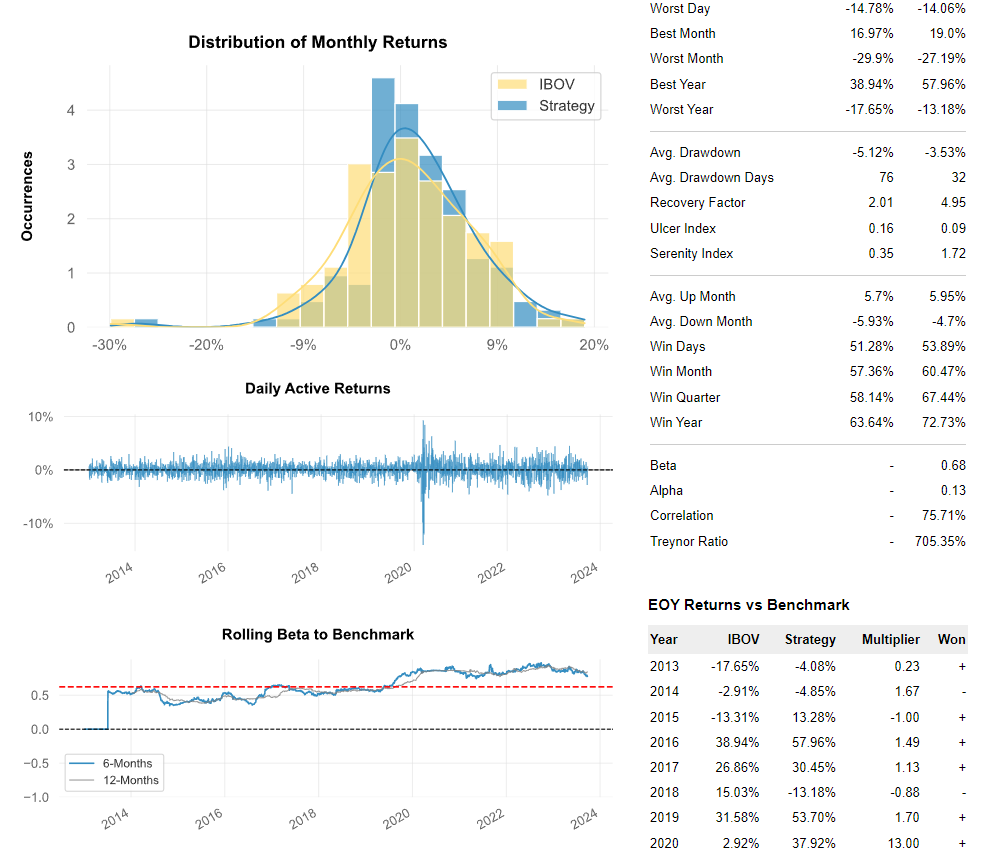 Distribution of Monthly Returns
IBOV
Strategy
Occurrences
4
3
2
1
0
-30%
-20%
-9%
0%
9%
20%
Daily Active Returns
10%
0%
-10%
2014
2016
2018
2020
2022
2024
Rolling Beta to Benchmark
0.5
0.0
−0.5
−1.0
6-Months
12-Months
2014
2016
2018
2020
2022
2024
Worst Day -14.78% -14.06%
Best Month 16.97% 19.0%
Worst Month -29.9% -27.19%
Best Year 38.94% 57.96%
Worst Year -17.65% -13.18%
Avg. Drawdown -5.12% -3.53%
Avg. Drawdown Days 76 32
Recovery Factor 2.01 4.95
Ulcer Index 0.16 0.09
Serenity Index 0.35 1.72
Avg. Up Month 5.7% 5.95%
Avg. Down Month -5.93% -4.7%
Win Days 51.28% 53.89%
Win Month 57.36% 60.47%
Win Quarter 58.14% 67.44%
Win Year 63.64% 72.73%
Beta - 0.68
Alpha - 0.13
Correlation - 75.71%
Treynor Ratio - 705.35%
EOY Returns vs Benchmark
Year IBOV Strategy Multiplier Won
2013 -17.65% -4.08% 0.23 +
2014 -2.91% -4.85% 1.67 -
2015 -13.31% 13.28% -1.00 +
2016 38.94% 57.96% 1.49 +
2017 26.86% 30.45% 1.13 +
2018 15.03% -13.18% -0.88 -
2019 31.58% 53.70% 1.70 +
2020 2.92% 37.92% 13.00 +